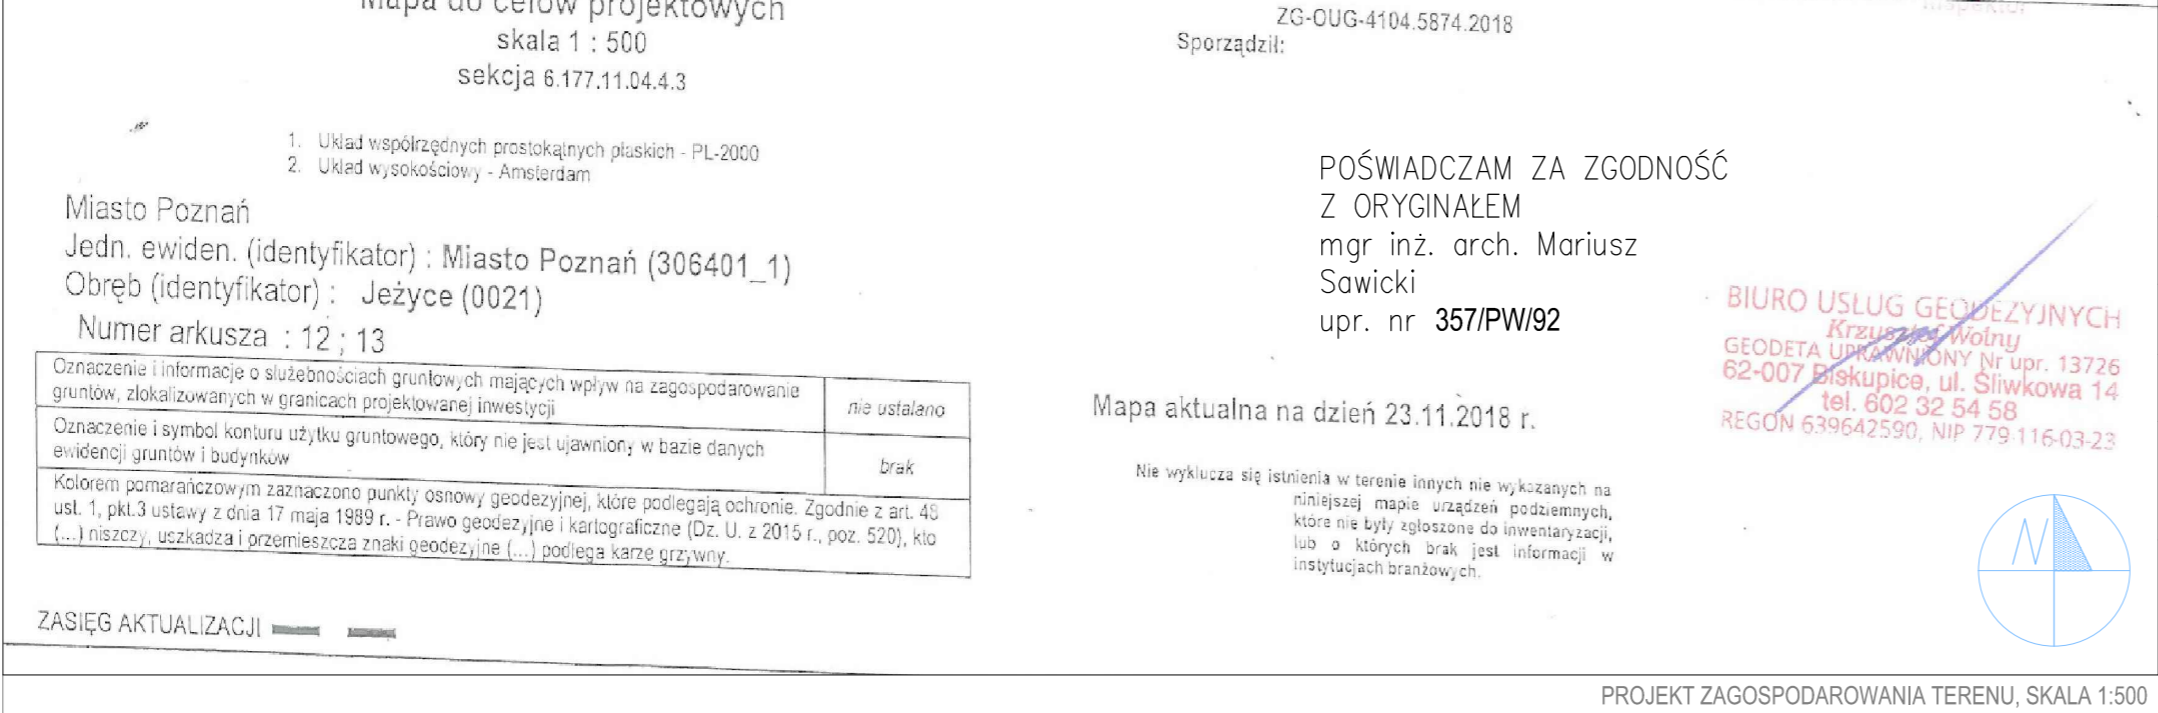 Mapa do celów projektowych
skala 1 : 500
sekcja 6.177.11.04.4.3
1. Układ współrzędnych prostokątnych płaskich - PL-2000
2. Układ wysokościowy - Amsterdam
Miasto Poznań
Jedn. ewiden. (identyfikator) : Miasto Poznań (306401_1)
Obręb (identyfikator) : Jeżyce (0021)
Numer arkusza : 12 ; 13
Oznaczenie i informacje o służebnościach gruntowych mających wpływ na zagospodarowanie
gruntów, zlokalizowanych w granicach projektowanej inwestycji
nie ustalano
Oznaczenie i symbol konturu użytku gruntowego, który nie jest ujawniony w bazie danych
ewidencji gruntów i budynków
brak
Kolorem pomarańczowym zaznaczono punkty osnowy geodezyjnej, które podlegają ochronie. Zgodnie z art. 48
ust. 1, pkt.3 ustawy z dnia 17 maja 1989 r. - Prawo geodezyjne i kartograficzne (Dz. U. z 2015 r., poz. 520), kto
(...) niszczy, uszkadza i przemieszcza znaki geodezyjne (...) podlega karze grzywny.
ZASIĘG AKTUALIZACJI
Inspektor
ZG-OUG-4104.5874.2018
Sporządził:
POŚWIADCZAM ZA ZGODNOŚĆ
Z ORYGINAŁEM
mgr inż. arch. Mariusz
Sawicki
upr. nr 357/PW/92
BIURO USŁUG GEODEZYJNYCH
Krzysztof Wolny
GEODETA UPRAWNIONY Nr upr. 13726
62-007 Biskupice, ul. Śliwkowa 14
tel. 602 32 54 58
REGON 639642590, NIP 779-116-03-23
Mapa aktualna na dzień 23.11.2018 r.
Nie wyklucza się istnienia w terenie innych nie wykazanych na
niniejszej mapie urządzeń podziemnych,
które nie były zgłoszone do inwentaryzacji,
lub o których brak jest informacji w
instytucjach branżowych.
N
PROJEKT ZAGOSPODAROWANIA TERENU, SKALA 1:500